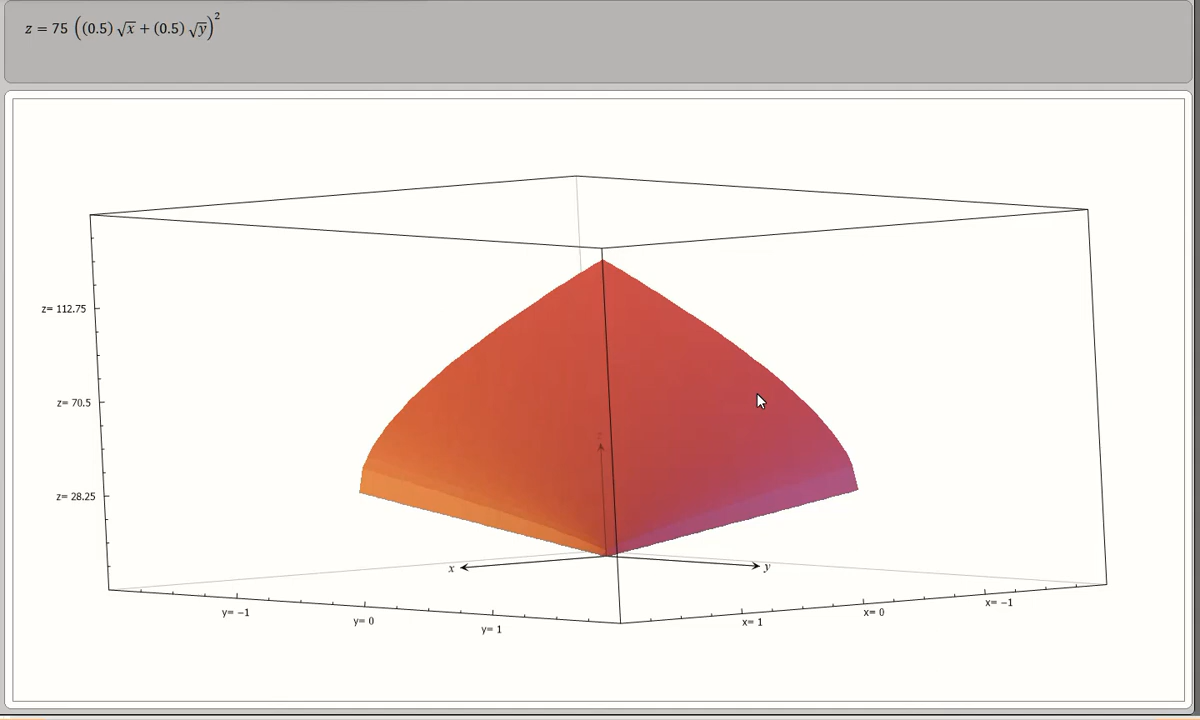 z = 75 ((0.5) √x + (0.5) √y)²
z= 112.75
z= 70.5
z= 28.25
z
x
y
y= −1
y= 0
y= 1
x= 1
x= 0
x= −1